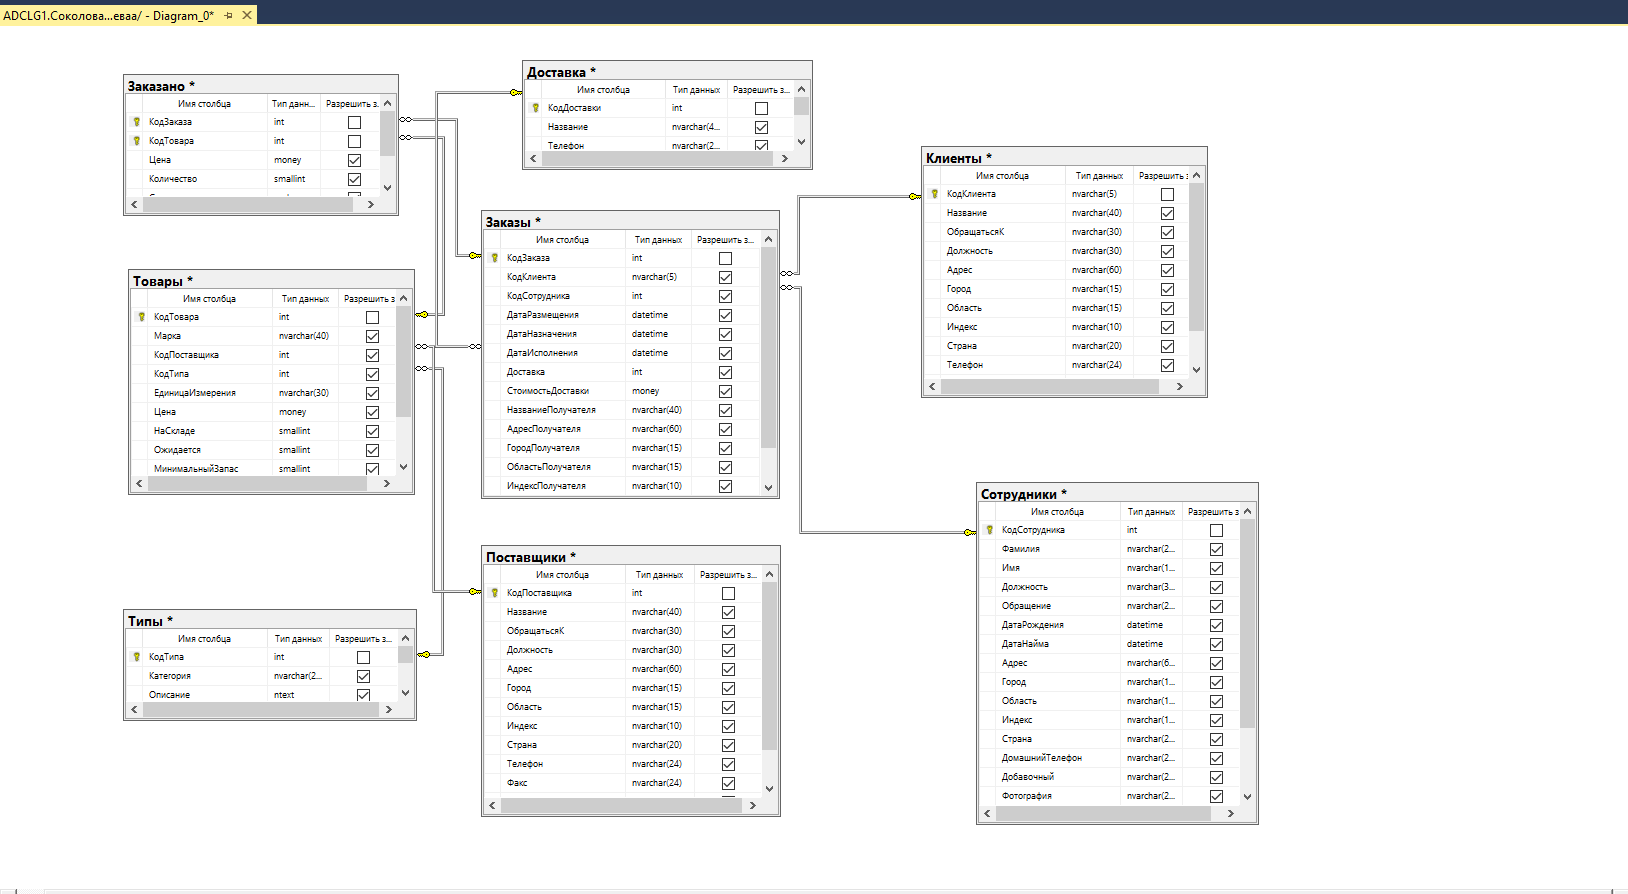 ADCLG1.Соколова...еваа/ - Diagram_0*
Заказано *
Имя столбца Тип данн... Разрешить з.
КодЗаказа int
КодТовара int
Цена money
Количество smallint
Доставка *
Имя столбца Тип данных Разрешить з...
КодДоставки int
Название nvarchar(4...
Телефон nvarchar(2...
Клиенты *
Имя столбца Тип данных Разрешить з
КодКлиента nvarchar(5)
Название nvarchar(40)
ОбращатьсяК nvarchar(30)
Должность nvarchar(30)
Адрес nvarchar(60)
Город nvarchar(15)
Область nvarchar(15)
Индекс nvarchar(10)
Страна nvarchar(20)
Телефон nvarchar(24)
Заказы *
Имя столбца Тип данных Разрешить з...
КодЗаказа int
КодКлиента nvarchar(5)
КодСотрудника int
ДатаРазмещения datetime
ДатаНазначения datetime
ДатаИсполнения datetime
Доставка int
СтоимостьДоставки money
НазваниеПолучателя nvarchar(40)
АдресПолучателя nvarchar(60)
ГородПолучателя nvarchar(15)
ОбластьПолучателя nvarchar(15)
ИндексПолучателя nvarchar(10)
Товары *
Имя столбца Тип данных Разрешить з
КодТовара int
Марка nvarchar(40)
КодПоставщика int
КодТипа int
ЕдиницаИзмерения nvarchar(30)
Цена money
НаСкладе smallint
Ожидается smallint
МинимальныйЗапас smallint
Сотрудники *
Имя столбца Тип данных Разрешить з
КодСотрудника int
Фамилия nvarchar(2...
Имя nvarchar(1...
Должность nvarchar(3...
Обращение nvarchar(2...
ДатаРождения datetime
ДатаНайма datetime
Адрес nvarchar(6...
Город nvarchar(1...
Область nvarchar(1...
Индекс nvarchar(1...
Страна nvarchar(2...
ДомашнийТелефон nvarchar(2...
Добавочный nvarchar(2...
Фотография nvarchar(2...
Поставщики *
Имя столбца Тип данных Разрешить з...
КодПоставщика int
Название nvarchar(40)
ОбращатьсяК nvarchar(30)
Должность nvarchar(30)
Адрес nvarchar(60)
Город nvarchar(15)
Область nvarchar(15)
Индекс nvarchar(10)
Страна nvarchar(20)
Телефон nvarchar(24)
Факс nvarchar(24)
Типы *
Имя столбца Тип данных Разрешить з...
КодТипа int
Категория nvarchar(2...
Описание ntext